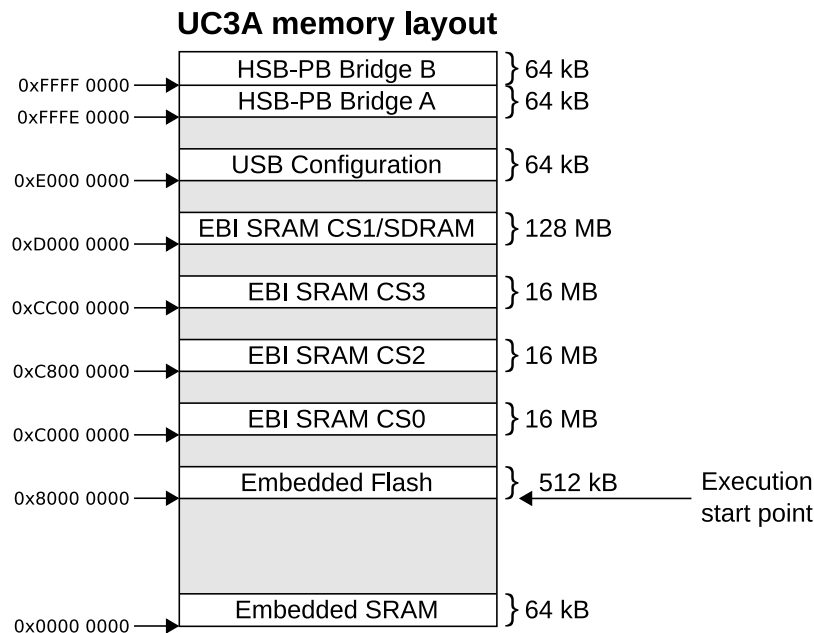 UC3A memory layout
HSB-PB Bridge B
64 kB
0xFFFF 0000
HSB-PB Bridge A
64 kB
0xFFFE 0000
USB Configuration
64 kB
0xE000 0000
EBI SRAM CS1/SDRAM
128 MB
0xD000 0000
EBI SRAM CS3
16 MB
0xCC00 0000
EBI SRAM CS2
16 MB
0xC800 0000
EBI SRAM CS0
16 MB
0xC000 0000
Embedded Flash
512 kB
0x8000 0000
Execution
start point
Embedded SRAM
64 kB
0x0000 0000